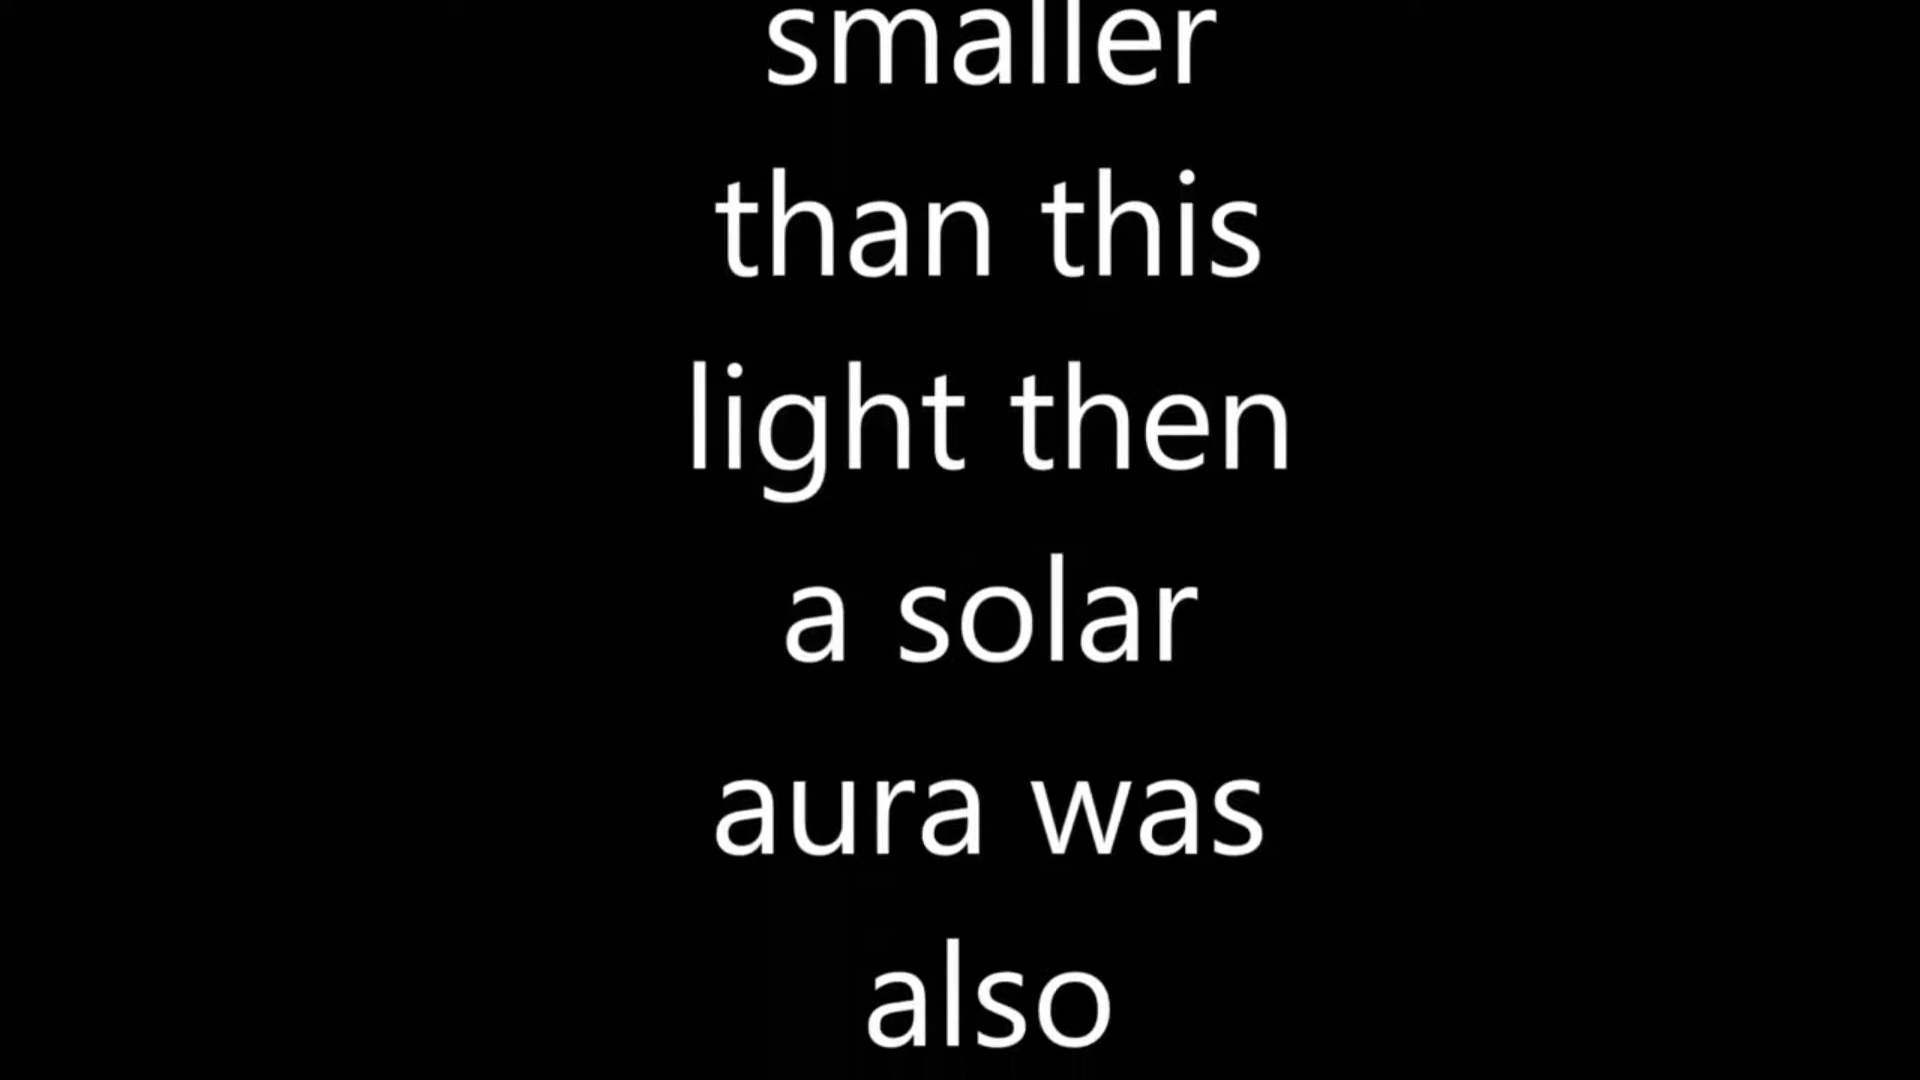 smaller
than this
light then
a solar
aura was
also